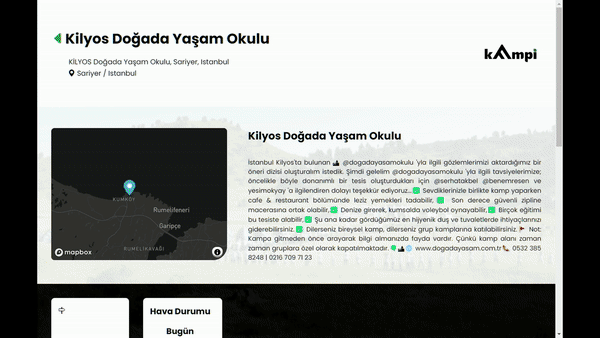 Kilyos Doğada Yaşam Okulu
KİLYOS Doğada Yaşam Okulu, Sariyer, Istanbul
Sariyer / Istanbul
kampi
Kilyos Doğada Yaşam Okulu
İstanbul Kilyos'ta bulunan @dogadayasamokulu 'yla ilgili gözlemlerimizi aktardığımız bir
öneri dizisi oluşturalım istedik. Şimdi gelelim @dogadayasamokulu 'yla ilgili tavsiyelerimize;
öncelikle böyle donanımlı bir tesis oluşturdukları için @serhatakbel @benemresen ve
yesimokyay 'a ilgilendiren dolayı teşekkür ediyoruz... Sevdiklerinizle birlikte kamp yaparken
cafe & restaurant bölümünde leziz yemekleri tadabilir, Son derece güvenli zipline
macerasına ortak olabilir, Denize girerek, kumsalda voleybol oynayabilir, Birçok eğitimi
bu tesiste alabilir. Şu ana kadar gördüğümüz en hijyenik duş ve tuvaletlerde ihtiyaçlarınızı
giderebilirsiniz. Dilerseniz bireysel kamp, dilerseniz grup kamplarına katılabilirsiniz. Not:
Kampa gitmeden önce arayarak bilgi almanızda fayda vardır. Çünkü kamp alanı zaman
zaman gruplara özel olarak kapatılmaktadır. www.dogadayasam.com.tr 0532 385
8248 | 0216 709 71 23
KUMKÖY
Rumelifeneri
Garipçe
RUMELİKAVAĞI
mapbox
Hava Durumu
Bugün